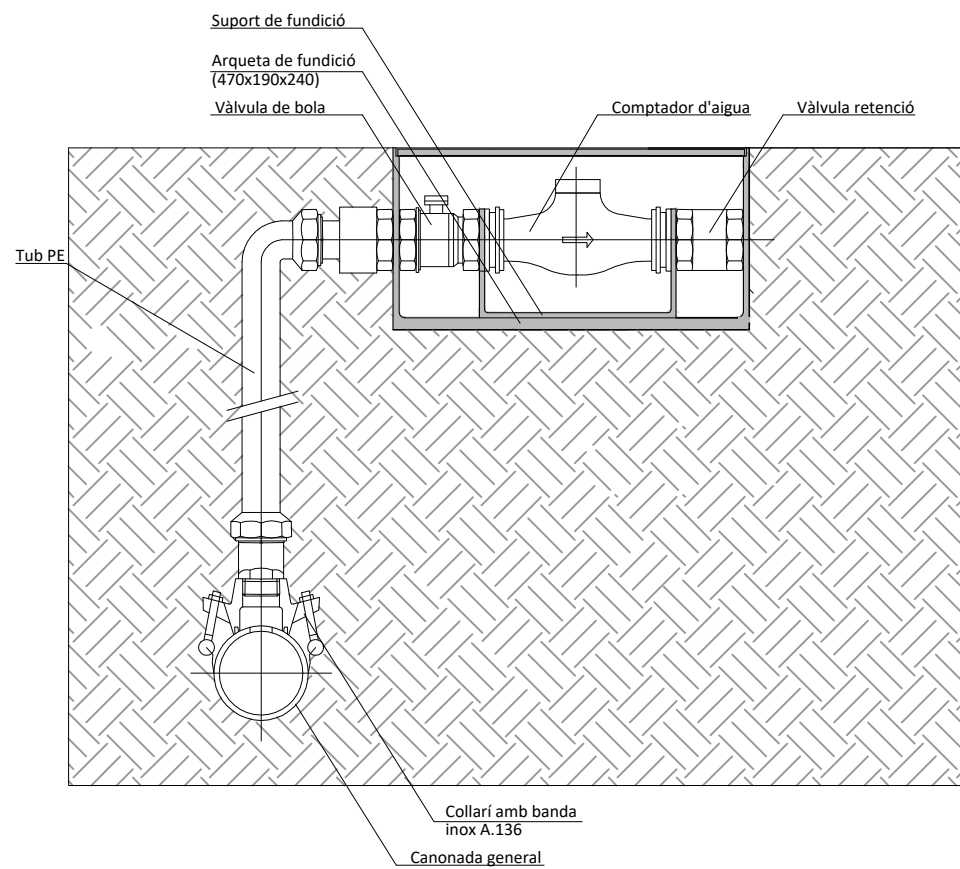 Suport de fundició
Arqueta de fundició
(470x190x240)
Vàlvula de bola
Comptador d'aigua
Vàlvula retenció
Tub PE
Collarí amb banda
inox A.136
Canonada general